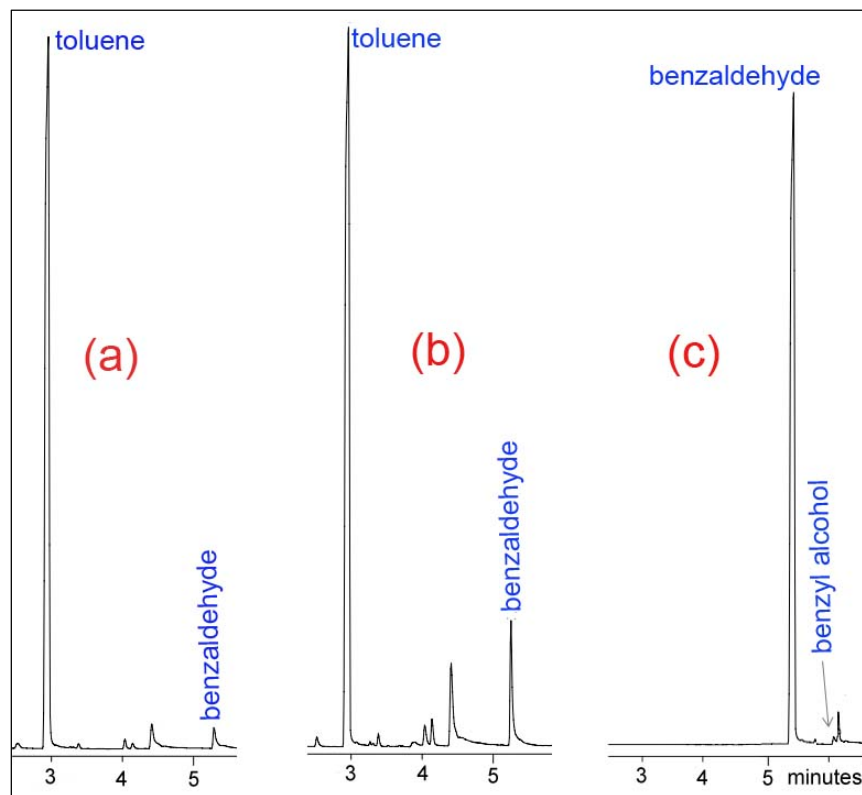 toluene
(a)
benzaldehyde
3 4 5
toluene
(b)
benzaldehyde
3 4 5
benzaldehyde
(c)
benzyl alcohol
3 4 5 minutes